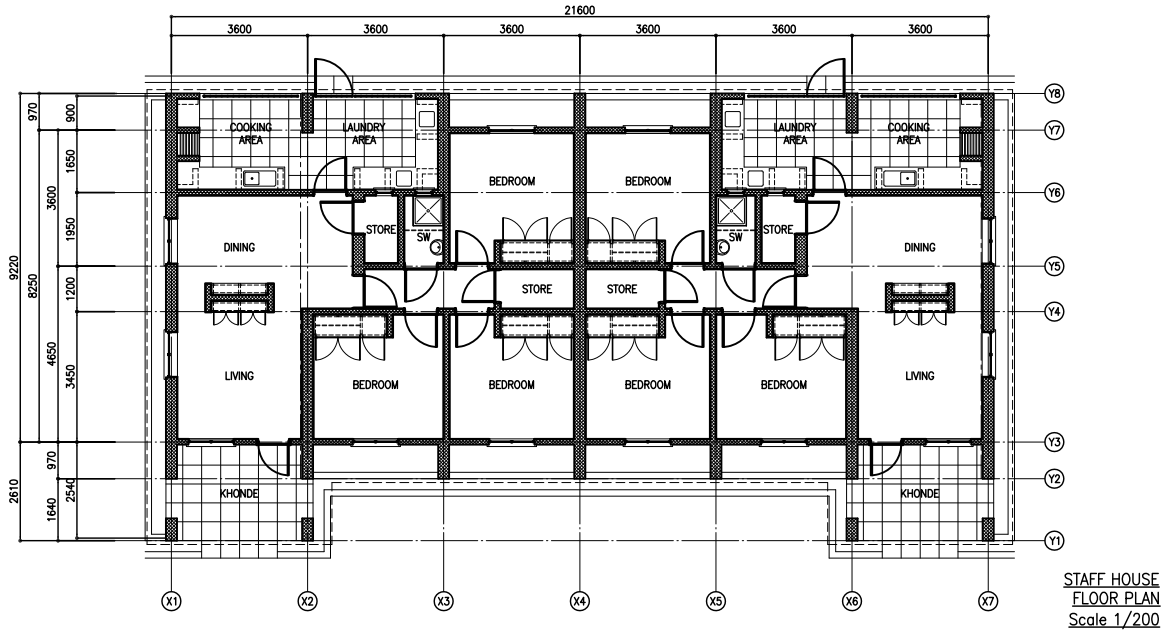 21600
3600 3600 3600 3600 3600 3600
Y8
970
900
COOKING
AREA
LAUNDRY
AREA
LAUNDRY
AREA
COOKING
AREA
Y7
1650
BEDROOM
BEDROOM
3600
Y6
1950
STORE
SW
SW
STORE
DINING
DINING
9220
8250
Y5
1200
STORE
STORE
Y4
4650
3450
LIVING
BEDROOM
BEDROOM
BEDROOM
BEDROOM
LIVING
Y3
970
2610
2540
1640
KHONDE
KHONDE
Y2
Y1
X1 X2 X3 X4 X5 X6 X7
STAFF HOUSE
FLOOR PLAN
Scale 1/200